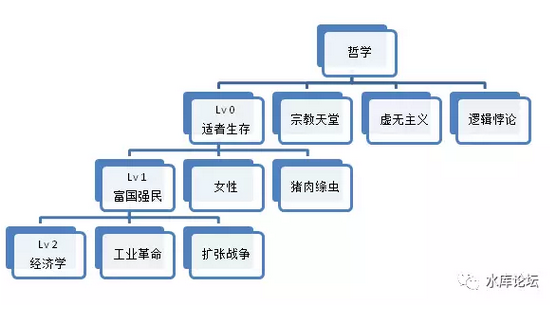 哲学
Lv 0
适者生存
宗教天堂
虚无主义
逻辑悖论
Lv 1
富国强民
女性
猪肉绦虫
Lv 2
经济学
工业革命
扩张战争
水库论坛